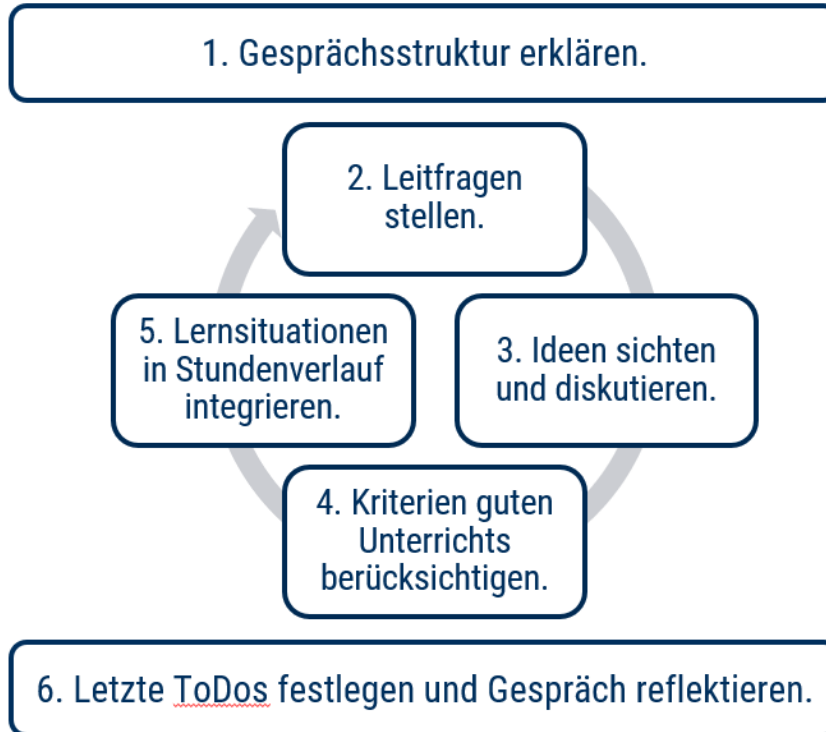 1. Gesprächsstruktur erklären.
2. Leitfragen
stellen.
3. Ideen sichten
und diskutieren.
4. Kriterien guten
Unterrichts
berücksichtigen.
5. Lernsituationen
in Stundenverlauf
integrieren.
6. Letzte ToDos festlegen und Gespräch reflektieren.